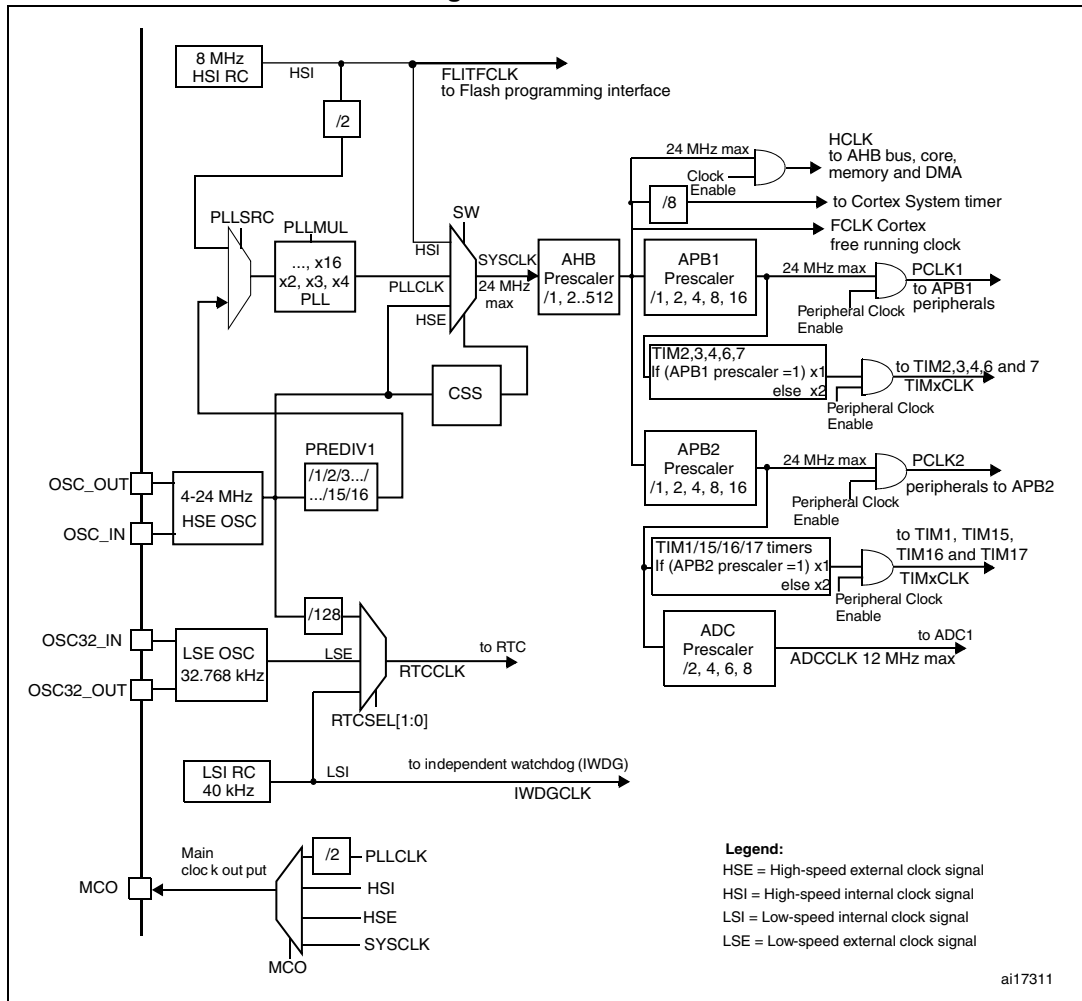 8 MHz
HSI RC
HSI
FLITFCLK
to Flash programming interface
/2
HCLK
to AHB bus, core,
memory and DMA
24 MHz max
Clock
Enable
/8
to Cortex System timer
FCLK Cortex
free running clock
PLLSRC
PLLMUL
..., x16
x2, x3, x4
PLL
SW
HSI
PLLCLK
HSE
SYSCLK
24 MHz
max
AHB
Prescaler
/1, 2..512
APB1
Prescaler
/1, 2, 4, 8, 16
24 MHz max
PCLK1
to APB1
peripherals
Peripheral Clock
Enable
TIM2,3,4,6,7
If (APB1 prescaler =1) x1
else x2
to TIM2,3,4,6 and 7
TIMxCLK
Peripheral Clock
Enable
CSS
PREDIV1
/1/2/3.../
.../15/16
OSC_OUT
OSC_IN
4-24 MHz
HSE OSC
APB2
Prescaler
/1, 2, 4, 8, 16
24 MHz max
PCLK2
peripherals to APB2
Peripheral Clock
Enable
TIM1/15/16/17 timers
If (APB2 prescaler =1) x1
else x2
to TIM1, TIM15,
TIM16 and TIM17
TIMxCLK
Peripheral Clock
Enable
ADC
Prescaler
/2, 4, 6, 8
to ADC1
ADCCLK 12 MHz max
/128
OSC32_IN
OSC32_OUT
LSE OSC
32.768 kHz
LSE
to RTC
RTCCLK
RTCSEL[1:0]
LSI RC
40 kHz
LSI
to independent watchdog (IWDG)
IWDGCLK
Main
cloc k out put
MCO
/2
PLLCLK
HSI
HSE
SYSCLK
MCO
Legend:
HSE = High-speed external clock signal
HSI = High-speed internal clock signal
LSI = Low-speed internal clock signal
LSE = Low-speed external clock signal
ai17311